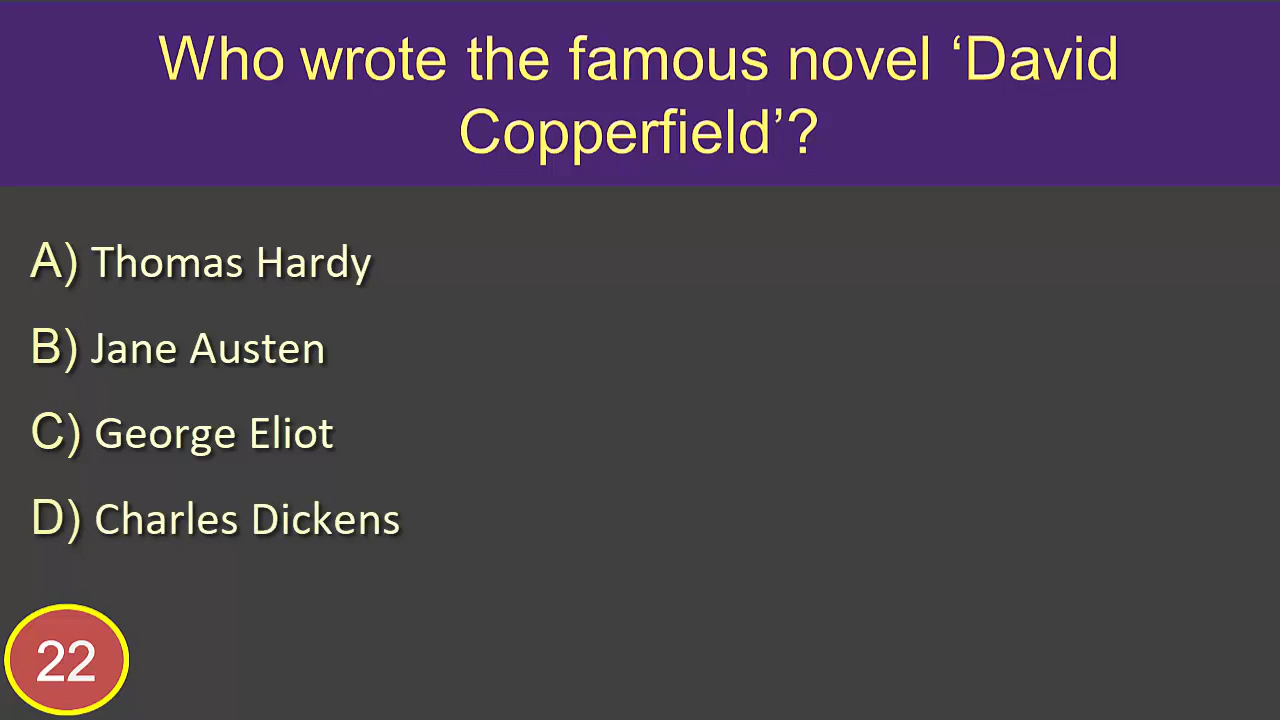 Who wrote the famous novel ‘David
Copperfield’?
A) Thomas Hardy
B) Jane Austen
C) George Eliot
D) Charles Dickens
22